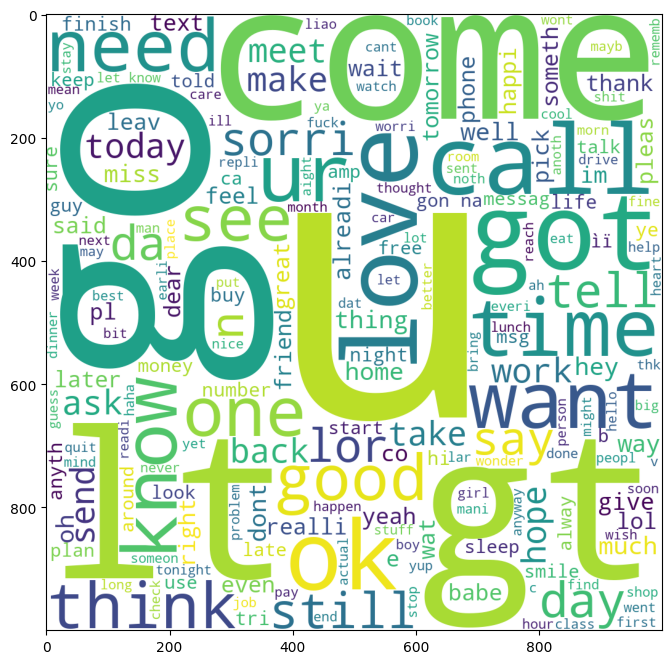 0
200
400
600
800
0 200 400 600 800
finish text liao cant book wont mayb rememb
need come
stay meet wait phone happi someth
keep let know told make watch tomorrow thank
mean care ya cool shit
yo leav ill fuck worri well pick morn talk pleas
go today sorri love call
sure miss repli aight amp room anoth drive
ca ur sent noth im
guy feel thought gon na messag life fine
said da man place see month alreadi car lot free got eat ïï ye
next may great reach help heart
week best earli dear put buy u let better ah tell
dinner pl bit n nice dat thing everi time
friend night lunch msg bring thk
later money home work hey
guess ask haha number want big
know one start take person might hello
anyth quit readi yet back lor co say done b peopl way v
mind never hi lar wonder
lt gt
send look problem good girl mani anyway hope soon give
oh around right dont realli happen yeah wat alway lol wish
plan late ok stuff boy sleep much
someon tonight actual e yup smile
think long check use even pay still stop babe c find day shop
job tri end hour class went first